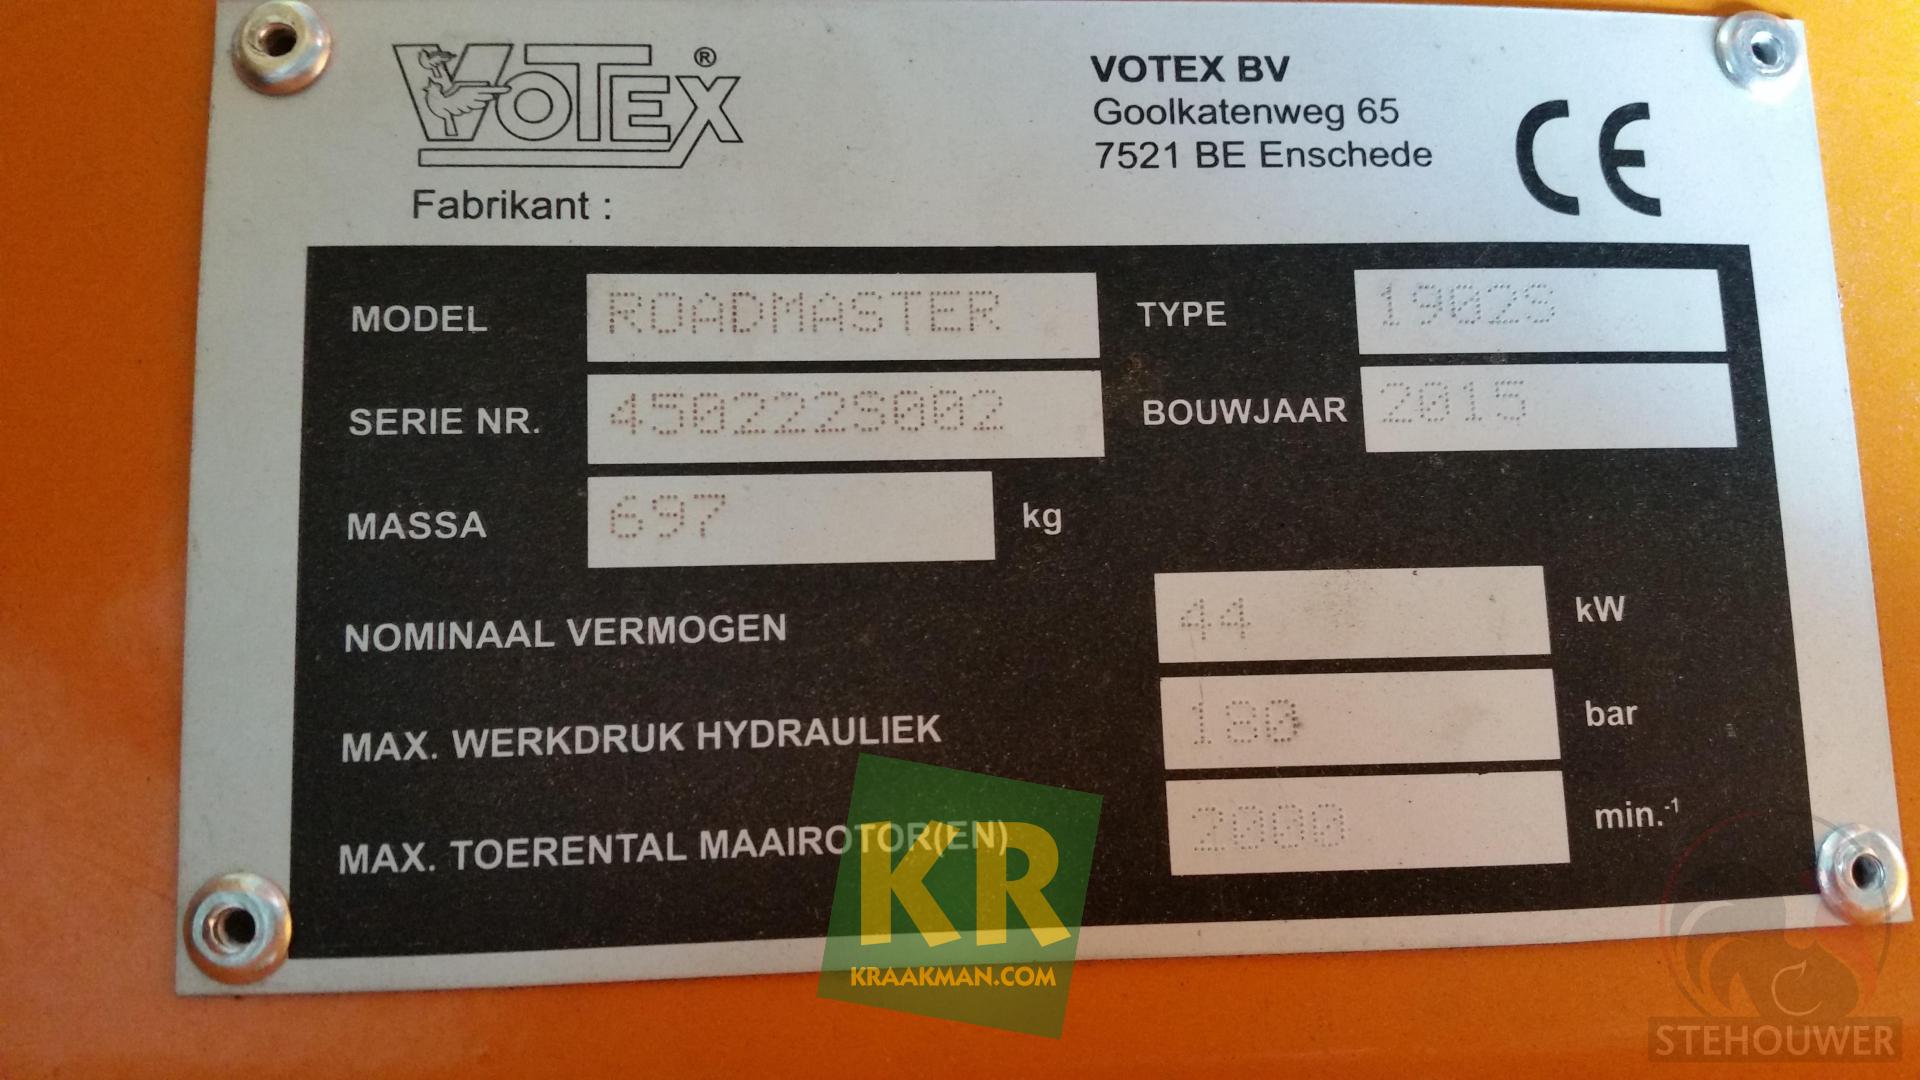 VOTEX ®
VOTEX BV
Goolkatenweg 65
7521 BE Enschede
CE
Fabrikant :
MODEL ROADMASTER TYPE 1902S
SERIE NR. 450222S002 BOUWJAAR 2015
MASSA 697 kg
NOMINAAL VERMOGEN 44 kW
MAX. WERKDRUK HYDRAULIEK 180 bar
MAX. TOERENTAL MAAIROTOR(EN) 2000 min.-1
KR
KRAAKMAN.COM
STEHOUWER